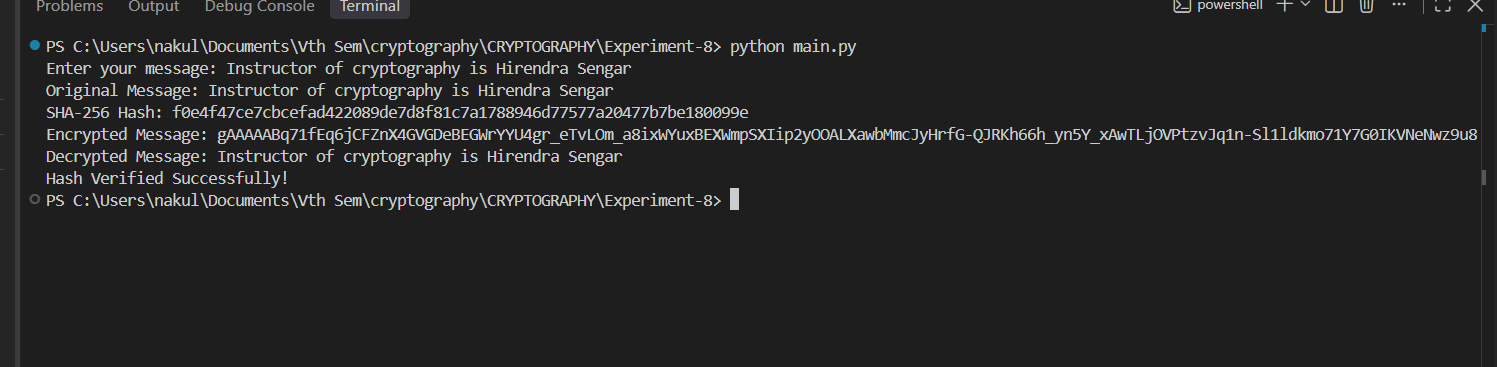 Problems Output Debug Console Terminal powershell
PS C:\Users\nakul\Documents\Vth Sem\cryptography\CRYPTOGRAPHY\Experiment-8> python main.py
Enter your message: Instructor of cryptography is Hirendra Sengar
Original Message: Instructor of cryptography is Hirendra Sengar
SHA-256 Hash: f0e4f47ce7cbcefad422089de7d8f81c7a1788946d77577a20477b7be180099e
Encrypted Message: gAAAAABq71fEq6jCFZnX4GVGDeBEGWrYYU4gr_eTvLOm_a8ixWYuxBEXWmpSXIip2yOOALXawbMmcJyHrfG-QJRKh66h_yn5Y_xAwTLjOVPtzvJq1n-Sl1ldkmo71Y7G0IKVNeNwz9u8
Decrypted Message: Instructor of cryptography is Hirendra Sengar
Hash Verified Successfully!
PS C:\Users\nakul\Documents\Vth Sem\cryptography\CRYPTOGRAPHY\Experiment-8>